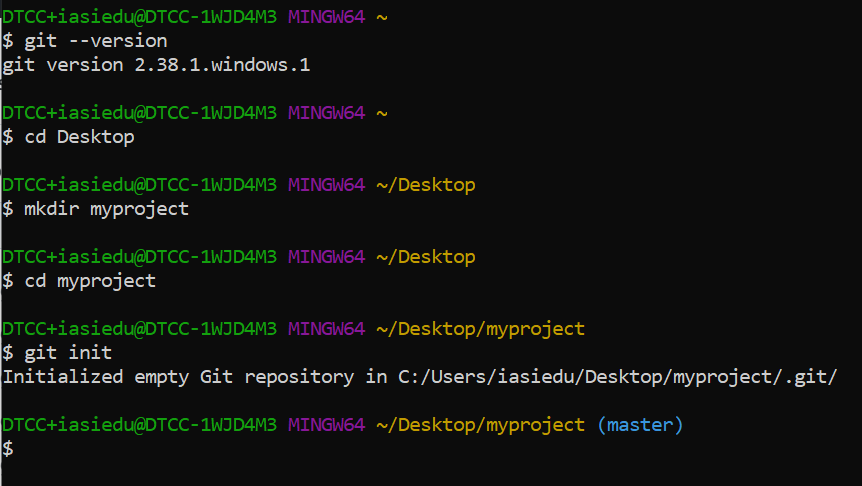 DTCC+iasiedu@DTCC-1WJD4M3 MINGW64 ~
$ git --version
git version 2.38.1.windows.1
DTCC+iasiedu@DTCC-1WJD4M3 MINGW64 ~
$ cd Desktop
DTCC+iasiedu@DTCC-1WJD4M3 MINGW64 ~/Desktop
$ mkdir myproject
DTCC+iasiedu@DTCC-1WJD4M3 MINGW64 ~/Desktop
$ cd myproject
DTCC+iasiedu@DTCC-1WJD4M3 MINGW64 ~/Desktop/myproject
$ git init
Initialized empty Git repository in C:/Users/iasiedu/Desktop/myproject/.git/
DTCC+iasiedu@DTCC-1WJD4M3 MINGW64 ~/Desktop/myproject (master)
$